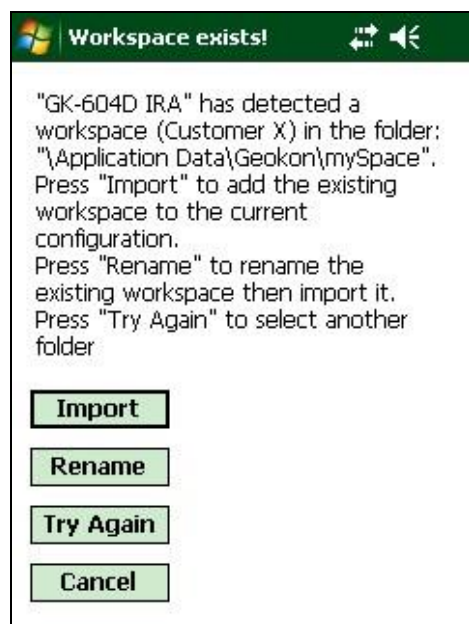 Workspace exists!
"GK-604D IRA" has detected a
workspace (Customer X) in the folder:
"\Application Data\Geokon\mySpace".
Press "Import" to add the existing
workspace to the current
configuration.
Press "Rename" to rename the
existing workspace then import it.
Press "Try Again" to select another
folder
Import
Rename
Try Again
Cancel